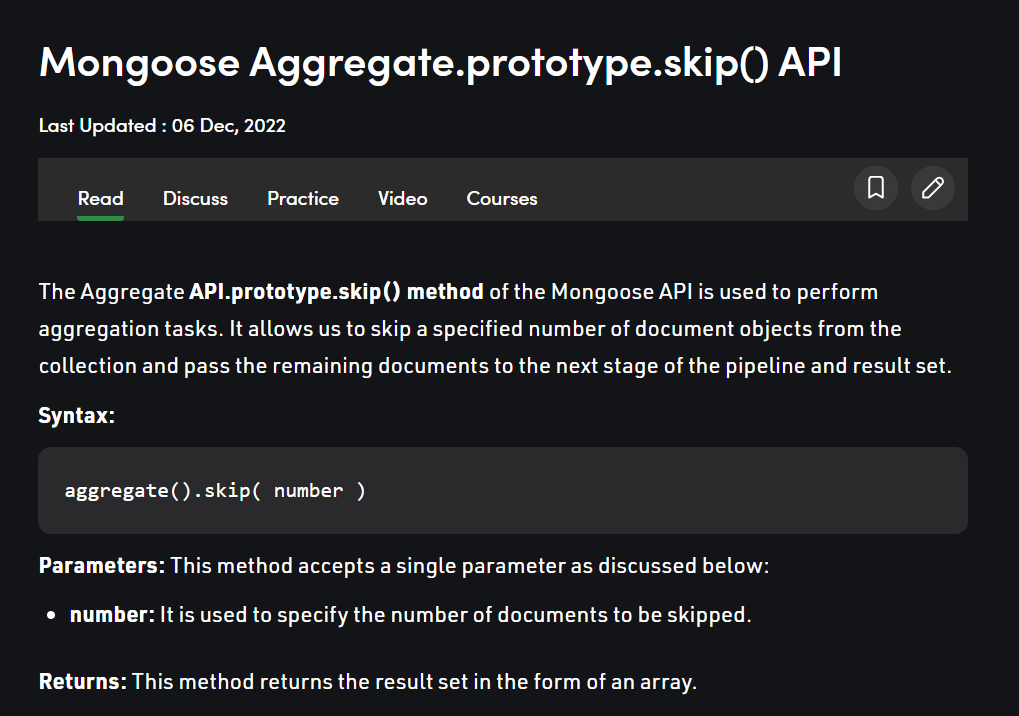 Mongoose Aggregate.prototype.skip() API
Last Updated : 06 Dec, 2022
Read Discuss Practice Video Courses
The Aggregate API.prototype.skip() method of the Mongoose API is used to perform
aggregation tasks. It allows us to skip a specified number of document objects from the
collection and pass the remaining documents to the next stage of the pipeline and result set.
Syntax:
aggregate().skip( number )
Parameters: This method accepts a single parameter as discussed below:
• number: It is used to specify the number of documents to be skipped.
Returns: This method returns the result set in the form of an array.